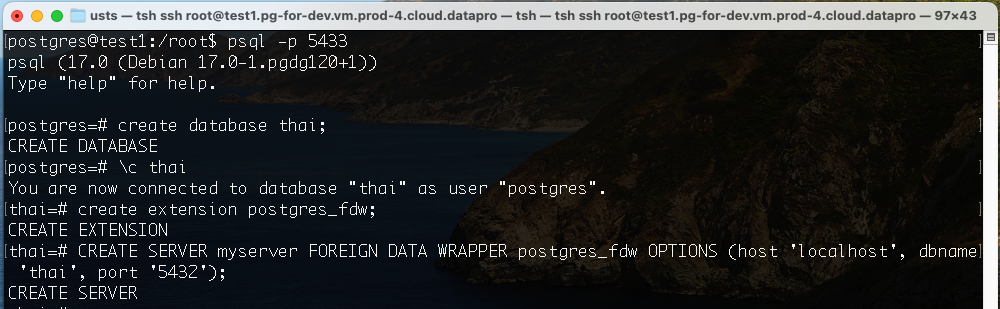 usts — tsh ssh root@test1.pg-for-dev.vm.prod-4.cloud.datapro — tsh — tsh ssh root@test1.pg-for-dev.vm.prod-4.cloud.datapro — 97×43
[postgres@test1:/root$ psql -p 5433
psql (17.0 (Debian 17.0-1.pgdg120+1))
Type "help" for help.
[postgres=# create database thai;
CREATE DATABASE
[postgres=# \c thai
You are now connected to database "thai" as user "postgres".
[thai=# create extension postgres_fdw;
CREATE EXTENSION
[thai=# CREATE SERVER myserver FOREIGN DATA WRAPPER postgres_fdw OPTIONS (host 'localhost', dbname]
'thai', port '5432');
CREATE SERVER